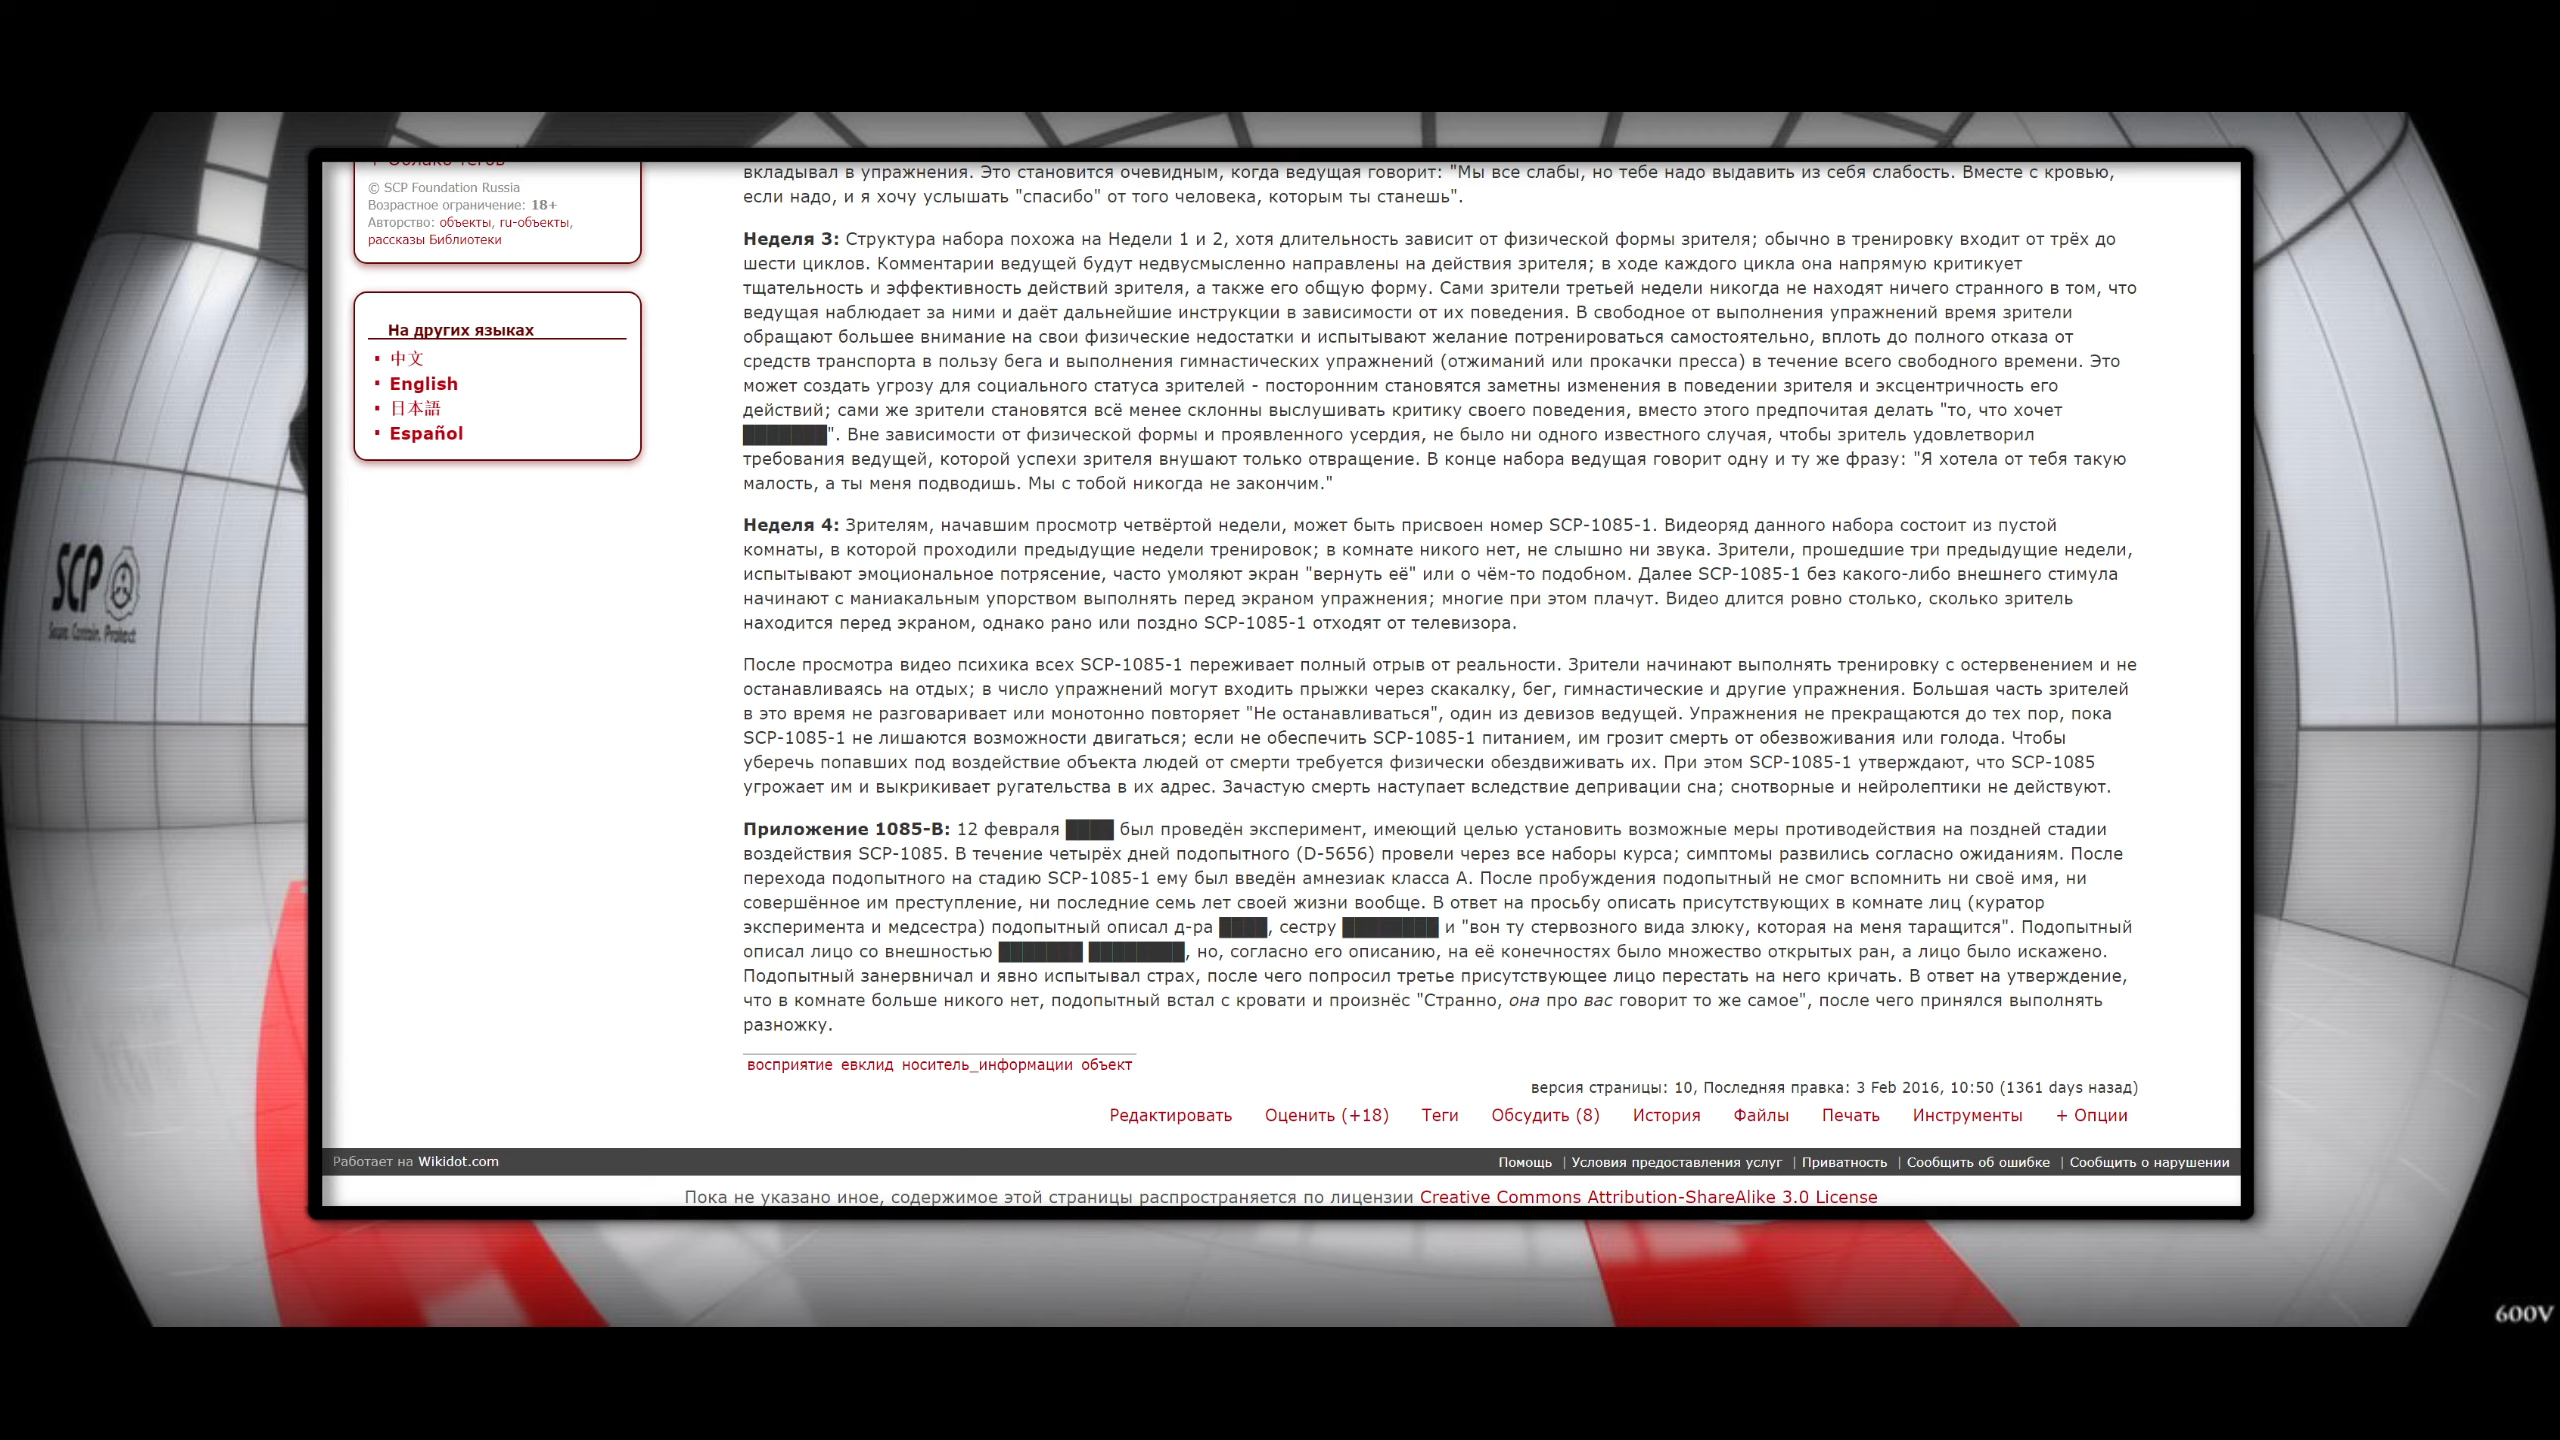 SCP
Secure. Contain. Protect
© SCP Foundation Russia
Возрастное ограничение: 18+
Авторство: объекты, ru-объекты,
рассказы Библиотеки
На других языках
中文
English
日本語
Español
вкладывал в упражнения. Это становится очевидным, когда ведущая говорит: "Мы все слабы, но тебе надо выдавить из себя слабость. Вместе с кровью,
если надо, и я хочу услышать "спасибо" от того человека, которым ты станешь".
Неделя 3: Структура набора похожа на Недели 1 и 2, хотя длительность зависит от физической формы зрителя; обычно в тренировку входит от трёх до
шести циклов. Комментарии ведущей будут недвусмысленно направлены на действия зрителя; в ходе каждого цикла она напрямую критикует
тщательность и эффективность действий зрителя, а также его общую форму. Сами зрители третьей недели никогда не находят ничего странного в том, что
ведущая наблюдает за ними и даёт дальнейшие инструкции в зависимости от их поведения. В свободное от выполнения упражнений время зрители
обращают большее внимание на свои физические недостатки и испытывают желание потренироваться самостоятельно, вплоть до полного отказа от
средств транспорта в пользу бега и выполнения гимнастических упражнений (отжиманий или прокачки пресса) в течение всего свободного времени. Это
может создать угрозу для социального статуса зрителей - посторонним становятся заметны изменения в поведении зрителя и эксцентричность его
действий; сами же зрители становятся всё менее склонны выслушивать критику своего поведения, вместо этого предпочитая делать "то, что хочет
███████". Вне зависимости от физической формы и проявленного усердия, не было ни одного известного случая, чтобы зритель удовлетворил
требования ведущей, которой успехи зрителя внушают только отвращение. В конце набора ведущая говорит одну и ту же фразу: "Я хотела от тебя такую
малость, а ты меня подводишь. Мы с тобой никогда не закончим."
Неделя 4: Зрителям, начавшим просмотр четвёртой недели, может быть присвоен номер SCP-1085-1. Видеоряд данного набора состоит из пустой
комнаты, в которой проходили предыдущие недели тренировок; в комнате никого нет, не слышно ни звука. Зрители, прошедшие три предыдущие недели,
испытывают эмоциональное потрясение, часто умоляют экран "вернуть её" или о чём-то подобном. Далее SCP-1085-1 без какого-либо внешнего стимула
начинают с маниакальным упорством выполнять перед экраном упражнения; многие при этом плачут. Видео длится ровно столько, сколько зритель
находится перед экраном, однако рано или поздно SCP-1085-1 отходят от телевизора.
После просмотра видео психика всех SCP-1085-1 переживает полный отрыв от реальности. Зрители начинают выполнять тренировку с остервенением и не
останавливаясь на отдых; в число упражнений могут входить прыжки через скакалку, бег, гимнастические и другие упражнения. Большая часть зрителей
в это время не разговаривает или монотонно повторяет "Не останавливаться", один из девизов ведущей. Упражнения не прекращаются до тех пор, пока
SCP-1085-1 не лишаются возможности двигаться; если не обеспечить SCP-1085-1 питанием, им грозит смерть от обезвоживания или голода. Чтобы
уберечь попавших под воздействие объекта людей от смерти требуется физически обездвиживать их. При этом SCP-1085-1 утверждают, что SCP-1085
угрожает им и выкрикивает ругательства в их адрес. Зачастую смерть наступает вследствие депривации сна; снотворные и нейролептики не действуют.
Приложение 1085-В: 12 февраля ████ был проведён эксперимент, имеющий целью установить возможные меры противодействия на поздней стадии
воздействия SCP-1085. В течение четырёх дней подопытного (D-5656) провели через все наборы курса; симптомы развились согласно ожиданиям. После
перехода подопытного на стадию SCP-1085-1 ему был введён амнезиак класса А. После пробуждения подопытный не смог вспомнить ни своё имя, ни
совершённое им преступление, ни последние семь лет своей жизни вообще. В ответ на просьбу описать присутствующих в комнате лиц (куратор
эксперимента и медсестра) подопытный описал д-ра ████, сестру ████████ и "вон ту стервозного вида злюку, которая на меня таращится". Подопытный
описал лицо со внешностью ███████ ████████, но, согласно его описанию, на её конечностях было множество открытых ран, а лицо было искажено.
Подопытный занервничал и явно испытывал страх, после чего попросил третье присутствующее лицо перестать на него кричать. В ответ на утверждение,
что в комнате больше никого нет, подопытный встал с кровати и произнёс "Странно, она про вас говорит то же самое", после чего принялся выполнять
разножку.
восприятие евклид носитель_информации объект
версия страницы: 10, Последняя правка: 3 Feb 2016, 10:50 (1361 days назад)
Редактировать Оценить (+18) Теги Обсудить (8) История Файлы Печать Инструменты + Опции
Работает на Wikidot.com
Помощь | Условия предоставления услуг | Приватность | Сообщить об ошибке | Сообщить о нарушении
Пока не указано иное, содержимое этой страницы распространяется по лицензии Creative Commons Attribution-ShareAlike 3.0 License
600V